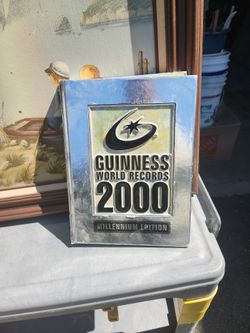 GUINNESS
WORLD RECORDS
2000
MILLENNIUM EDITION